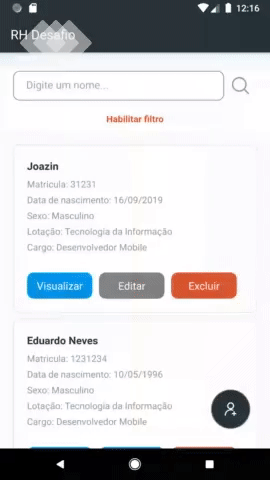 12:16
RH Desafio
Digite um nome...
Habilitar filtro
Joazin
Matricula: 31231
Data de nascimento: 16/09/2019
Sexo: Masculino
Lotação: Tecnologia da Informação
Cargo: Desenvolvedor Mobile
Visualizar Editar Excluir
Eduardo Neves
Matricula: 1231234
Data de nascimento: 10/05/1996
Sexo: Masculino
Lotação: Tecnologia da Informação
Cargo: Desenvolvedor Mobile